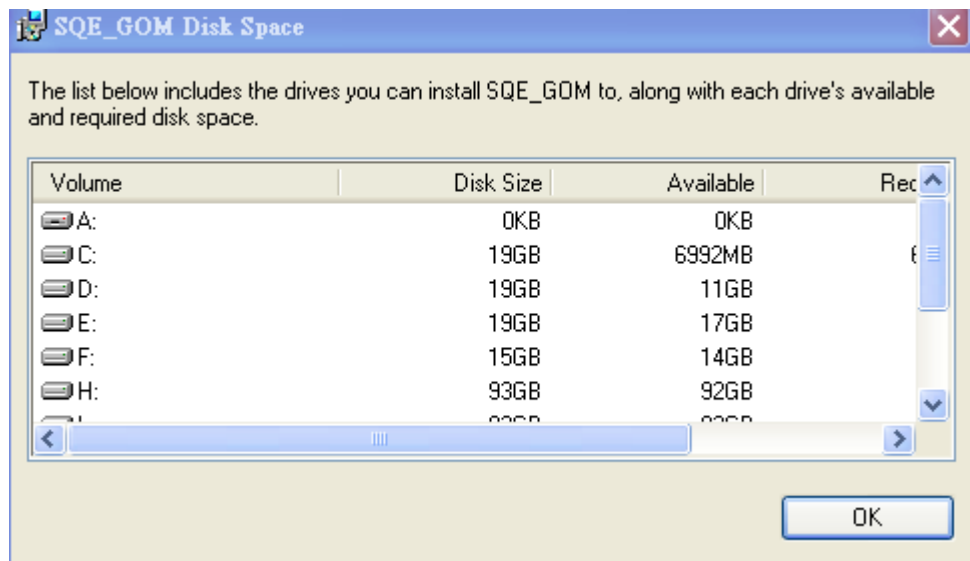 SQE_GOM Disk Space
The list below includes the drives you can install SQE_GOM to, along with each drive's available
and required disk space.
Volume Disk Size Available
A: 0KB 0KB
C: 19GB 6992MB
D: 19GB 11GB
E: 19GB 17GB
F: 15GB 14GB
H: 93GB 92GB
OK